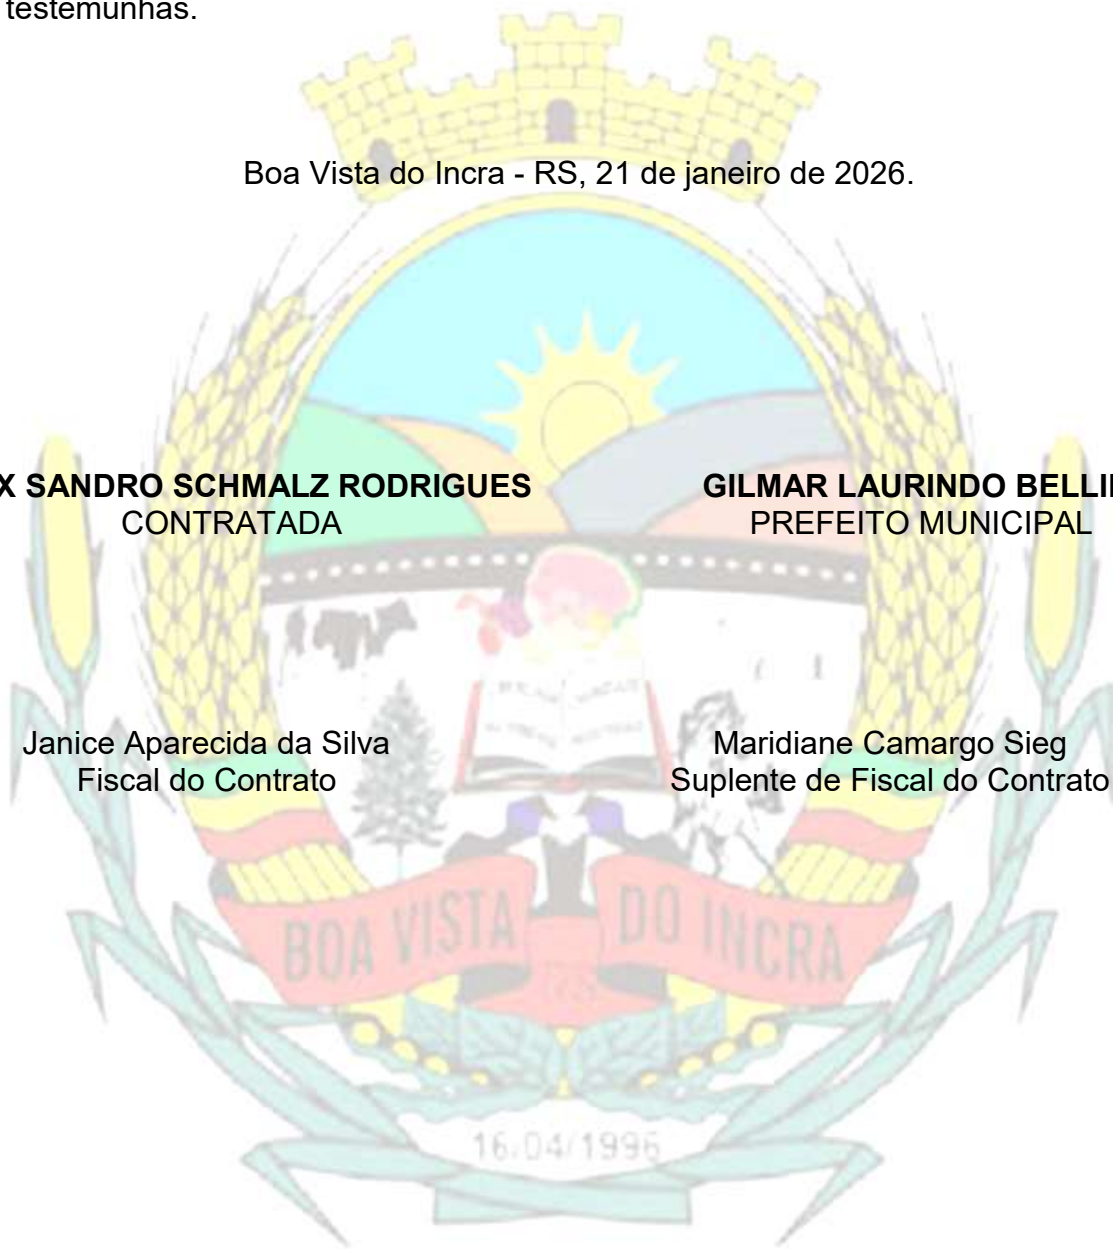 testemunhas.
Boa Vista do Incra - RS, 21 de janeiro de 2026.
X SANDRO SCHMALZ RODRIGUES
GILMAR LAURINDO BELLI
CONTRATADA
PREFEITO MUNICIPAL
Janice Aparecida da Silva
Maridiane Camargo Sieg
Fiscal do Contrato
Suplente de Fiscal do Contrato
BOA VISTA DO INCRA
16/04/1996